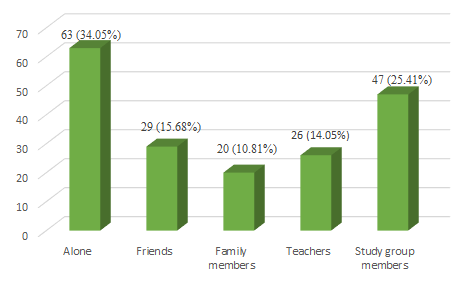 70
60
50
40
30
20
10
0
63 (34.05%)
29 (15.68%)
20 (10.81%)
26 (14.05%)
47 (25.41%)
Alone
Friends
Family
members
Teachers
Study group
members